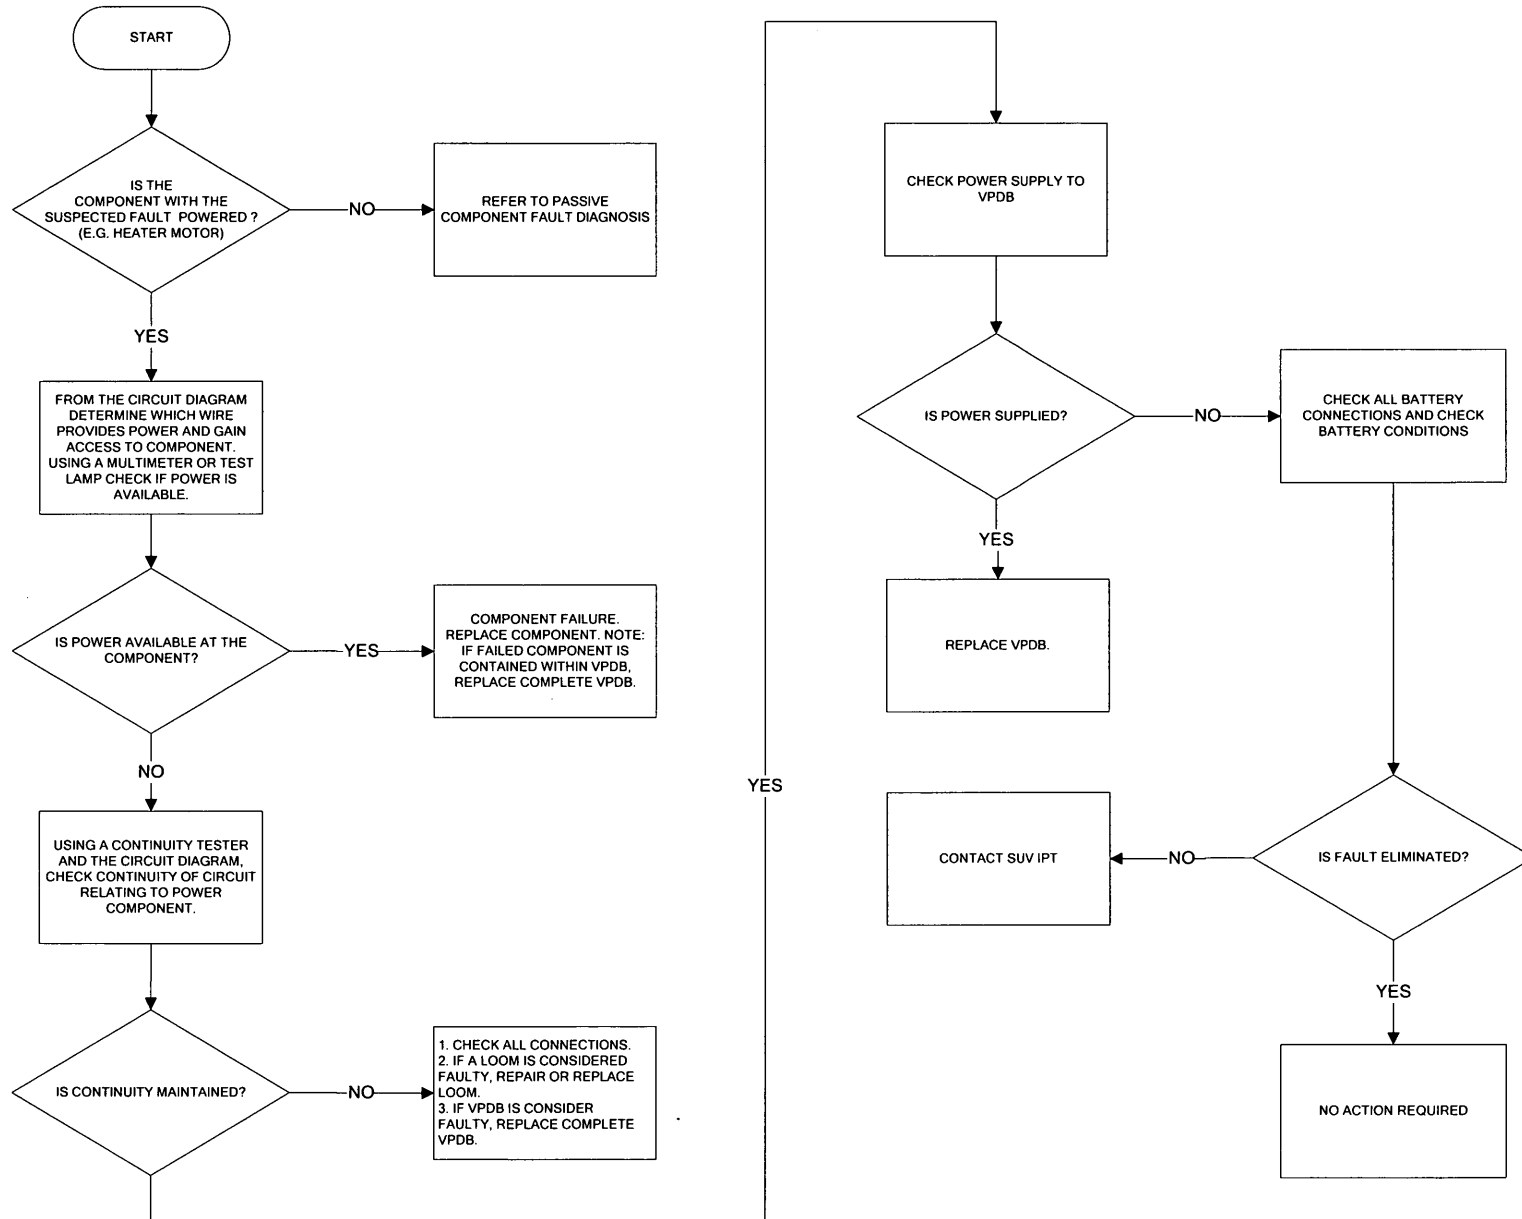 START
IS THE
COMPONENT WITH THE
SUSPECTED FAULT POWERED ?
(E.G. HEATER MOTOR)
NO
REFER TO PASSIVE
COMPONENT FAULT DIAGNOSIS
YES
FROM THE CIRCUIT DIAGRAM
DETERMINE WHICH WIRE
PROVIDES POWER AND GAIN
ACCESS TO COMPONENT.
USING A MULTIMETER OR TEST
LAMP CHECK IF POWER IS
AVAILABLE.
IS POWER AVAILABLE AT THE
COMPONENT?
YES
COMPONENT FAILURE.
REPLACE COMPONENT. NOTE:
IF FAILED COMPONENT IS
CONTAINED WITHIN VPDB,
REPLACE COMPLETE VPDB.
NO
USING A CONTINUITY TESTER
AND THE CIRCUIT DIAGRAM,
CHECK CONTINUITY OF CIRCUIT
RELATING TO POWER
COMPONENT.
IS CONTINUITY MAINTAINED?
NO
1. CHECK ALL CONNECTIONS.
2. IF A LOOM IS CONSIDERED
FAULTY, REPAIR OR REPLACE
LOOM.
3. IF VPDB IS CONSIDER
FAULTY, REPLACE COMPLETE
VPDB.
YES
CHECK POWER SUPPLY TO
VPDB
IS POWER SUPPLIED?
NO
CHECK ALL BATTERY
CONNECTIONS AND CHECK
BATTERY CONDITIONS
YES
REPLACE VPDB.
IS FAULT ELIMINATED?
NO
CONTACT SUV IPT
YES
NO ACTION REQUIRED